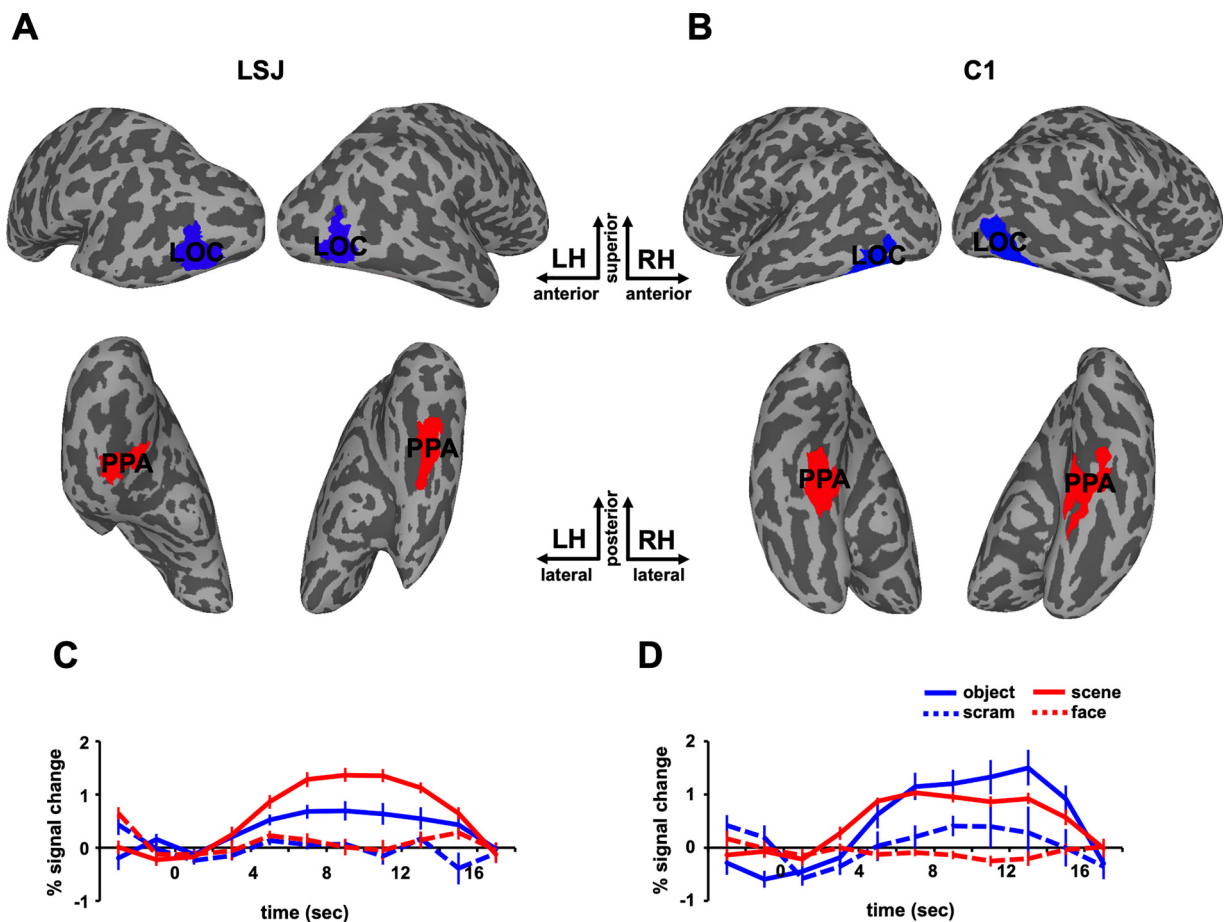 A
B
LSJ
C1
LOC
LOC
LH
anterior
superior
RH
anterior
LOC
LOC
PPA
PPA
LH
lateral
posterior
RH
lateral
PPA
PPA
C
D
object
scene
scram
face
% signal change
2
1
0
-1
0
4
8
12
16
time (sec)
% signal change
2
1
0
-1
0
4
8
12
16
time (sec)